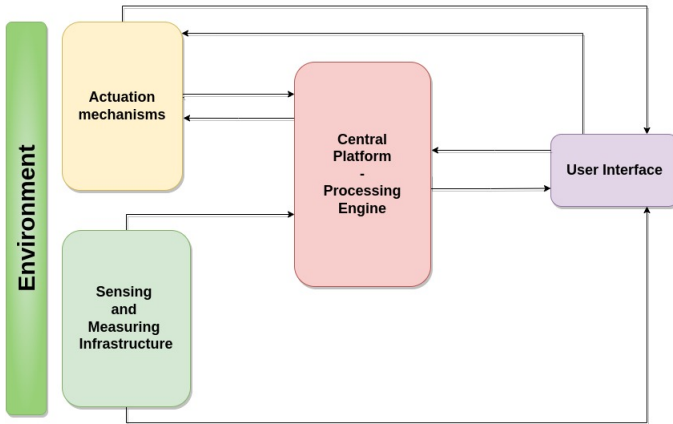 Environment
Actuation
mechanisms
Central
Platform
-
Processing
Engine
User Interface
Sensing
and
Measuring
Infrastructure